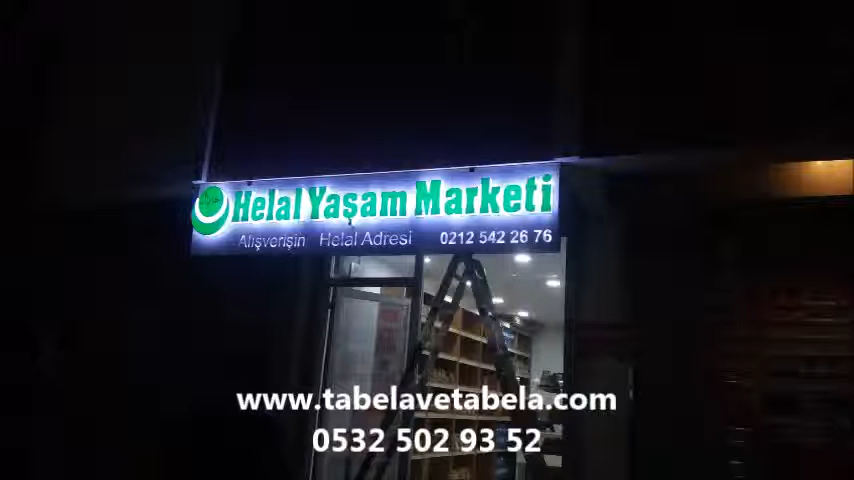 Helal Yaşam Marketi
Alışverişin Helal Adresi 0212 542 26 76
www.tabelavetabela.com
0532 502 93 52